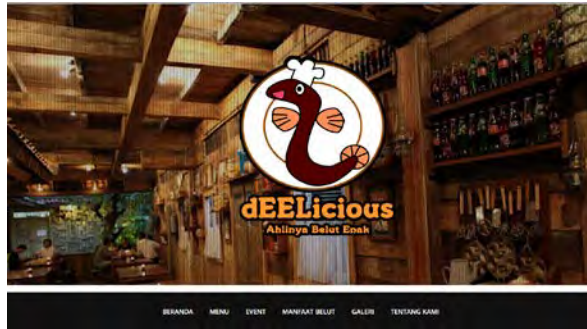 dEELicious
Ahlinya Belut Enak
BERANDA MENU EVENT MANFAAT BELUT GALERI TENTANG KAMI